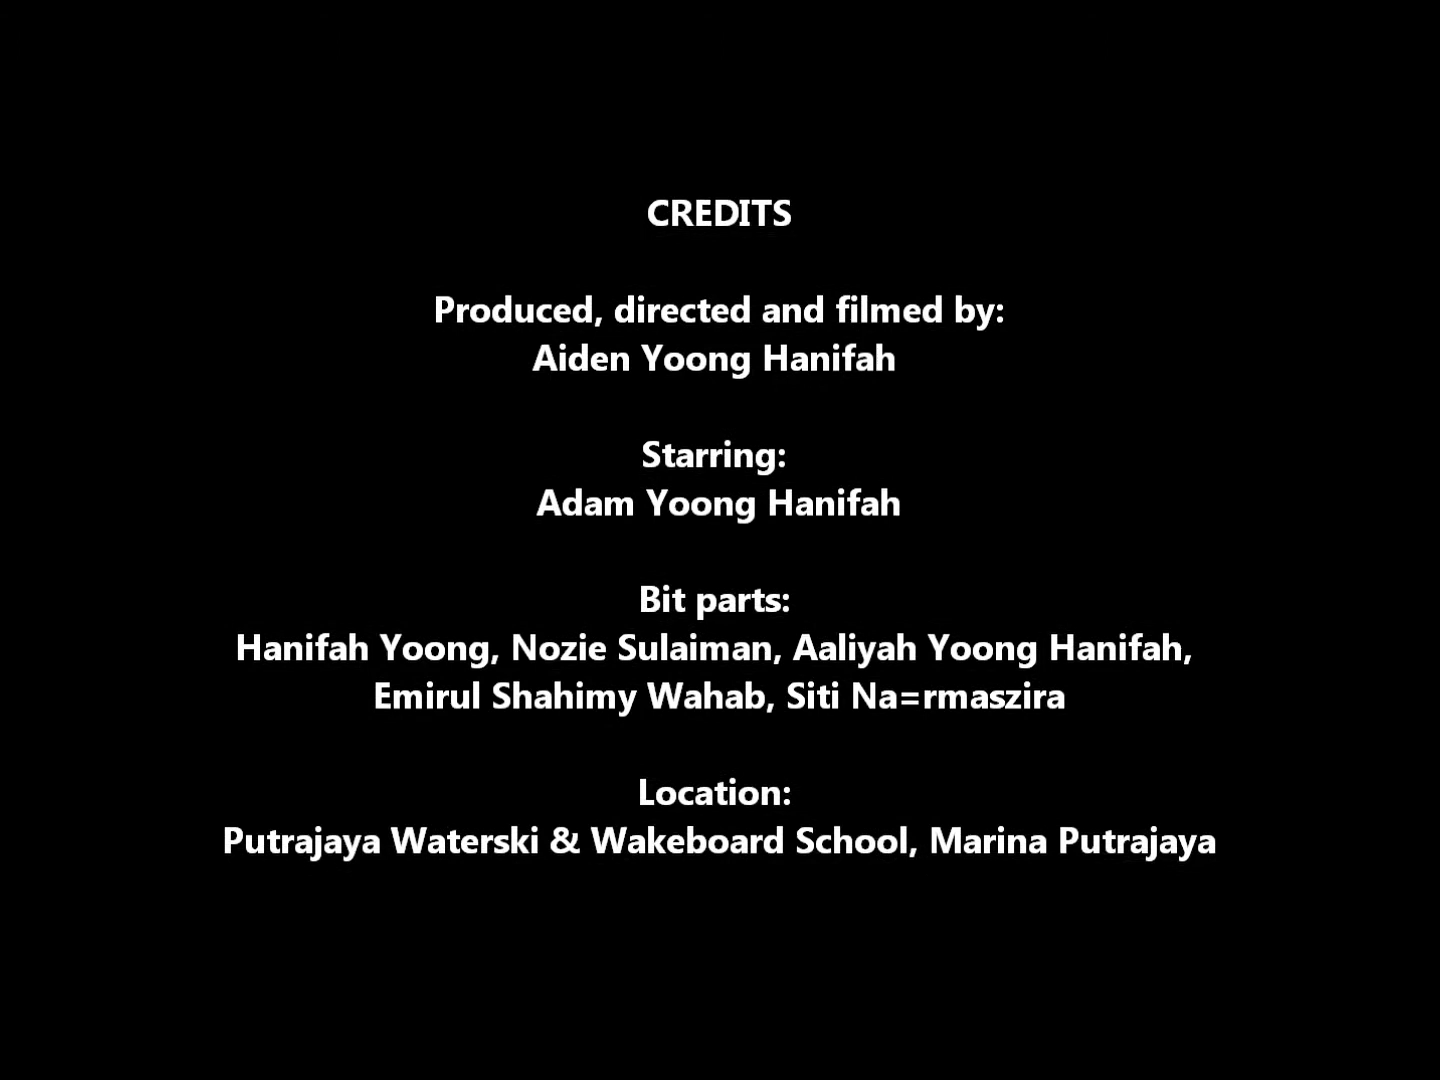 CREDITS
Produced, directed and filmed by:
Aiden Yoong Hanifah
Starring:
Adam Yoong Hanifah
Bit parts:
Hanifah Yoong, Nozie Sulaiman, Aaliyah Yoong Hanifah,
Emirul Shahimy Wahab, Siti Na=rmaszira
Location:
Putrajaya Waterski & Wakeboard School, Marina Putrajaya